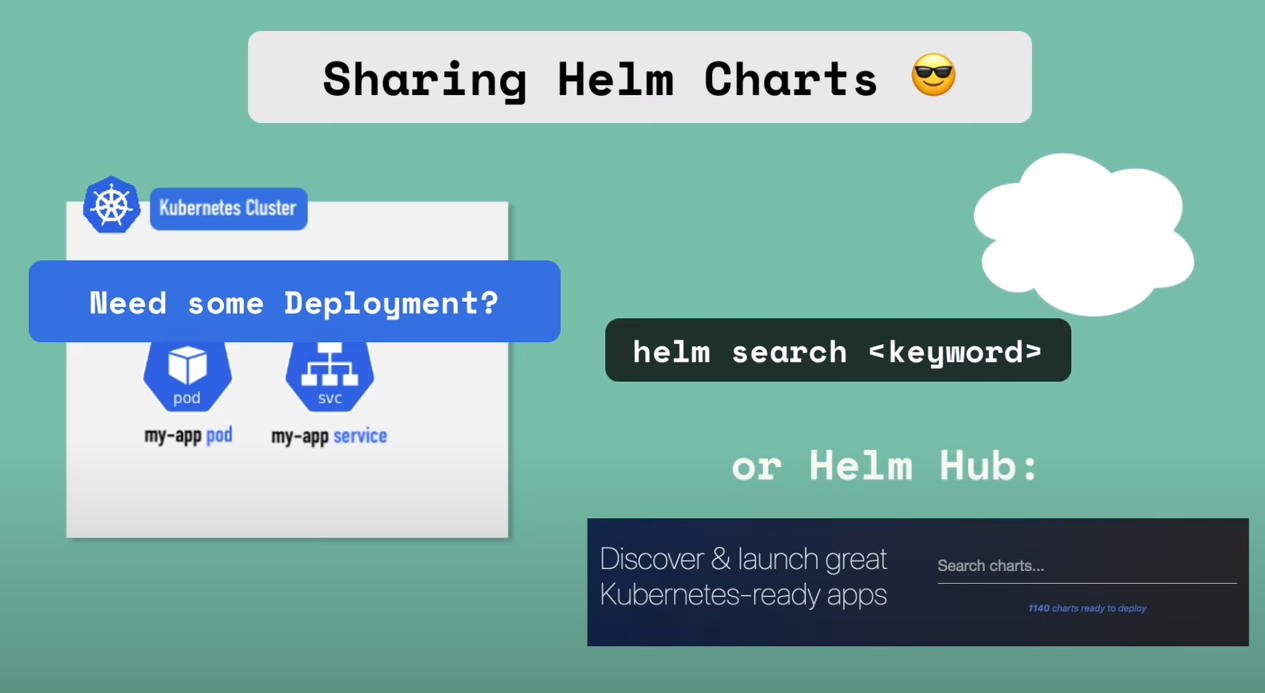 Sharing Helm Charts 😎
Kubernetes Cluster
Need some Deployment?
pod
svc
my-app pod
my-app service
helm search <keyword>
or Helm Hub:
Discover & launch great
Kubernetes-ready apps
Search charts...
1140 charts ready to deploy